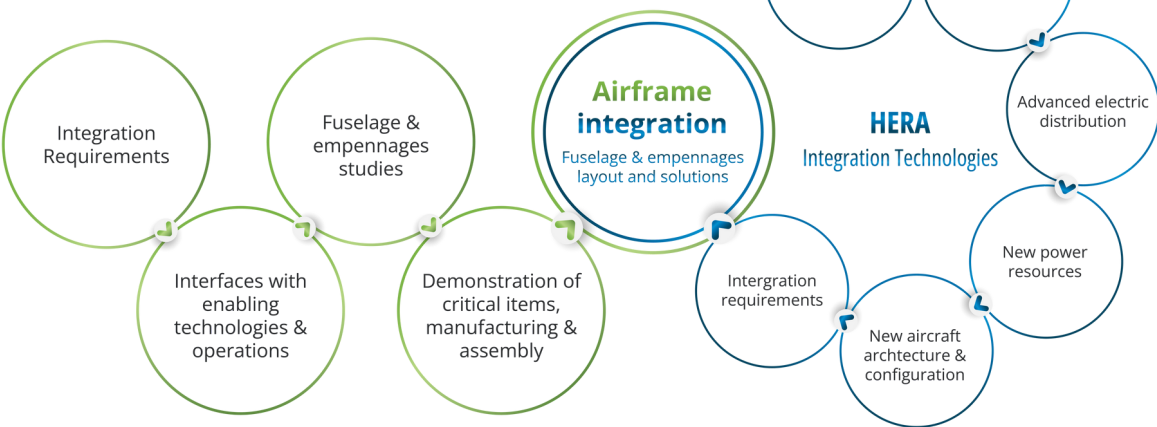 Integration
Requirements
Interfaces with
enabling
technologies &
operations
Fuselage &
empennages
studies
Demonstration of
critical items,
manufacturing &
assembly
Airframe
integration
Fuselage & empennages
layout and solutions
HERA
Integration Technologies
Advanced electric
distribution
New power
resources
New aircraft
archtecture &
configuration
Intergration
requirements